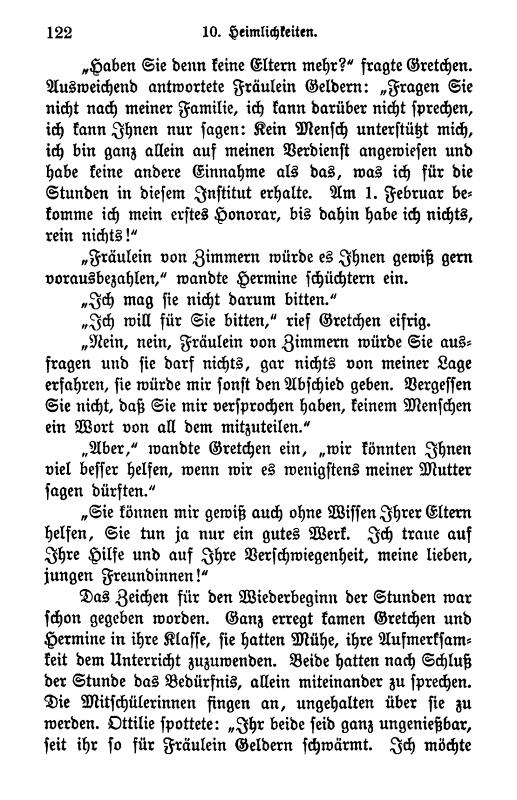 122 10. Heimlichkeiten.
„Haben Sie denn keine Eltern mehr?“ fragte Gretchen.
Ausweichend antwortete Fräulein Geldern: „Fragen Sie
nicht nach meiner Familie, ich kann darüber nicht sprechen,
ich kann Ihnen nur sagen: Kein Mensch unterstützt mich,
ich bin ganz allein auf meinen Verdienst angewiesen und
habe keine andere Einnahme als das, was ich für die
Stunden in diesem Institut erhalte. Am 1. Februar be-
komme ich mein erstes Honorar, bis dahin habe ich nichts,
rein nichts!“
„Fräulein von Zimmern würde es Ihnen gewiß gern
vorausbezahlen,“ wandte Hermine schüchtern ein.
„Ich mag sie nicht darum bitten.“
„Ich will für Sie bitten,“ rief Gretchen eifrig.
„Nein, nein, Fräulein von Zimmern würde Sie aus-
fragen und sie darf nichts, gar nichts von meiner Lage
erfahren, sie würde mir sonst den Abschied geben. Vergessen
Sie nicht, daß Sie mir versprochen haben, keinem Menschen
ein Wort von all dem mitzuteilen.“
„Aber,“ wandte Gretchen ein, „wir könnten Ihnen
viel besser helfen, wenn wir es wenigstens meiner Mutter
sagen dürften.“
„Sie können mir gewiß auch ohne Wissen Ihrer Eltern
helfen, Sie tun ja nur ein gutes Werk. Ich traue auf
Ihre Hilfe und auf Ihre Verschwiegenheit, meine lieben,
jungen Freundinnen!“
Das Zeichen für den Wiederbeginn der Stunden war
schon gegeben worden. Ganz erregt kamen Gretchen und
Hermine in ihre Klasse, sie hatten Mühe, ihre Aufmerksam-
keit dem Unterricht zuzuwenden. Beide hatten nach Schluß
der Stunde das Bedürfnis, allein miteinander zu sprechen.
Die Mitschülerinnen fingen an, ungehalten über sie zu
werden. Ottilie spottete: „Ihr beide seid ganz ungenießbar,
seit ihr so für Fräulein Geldern schwärmt. Ich möchte